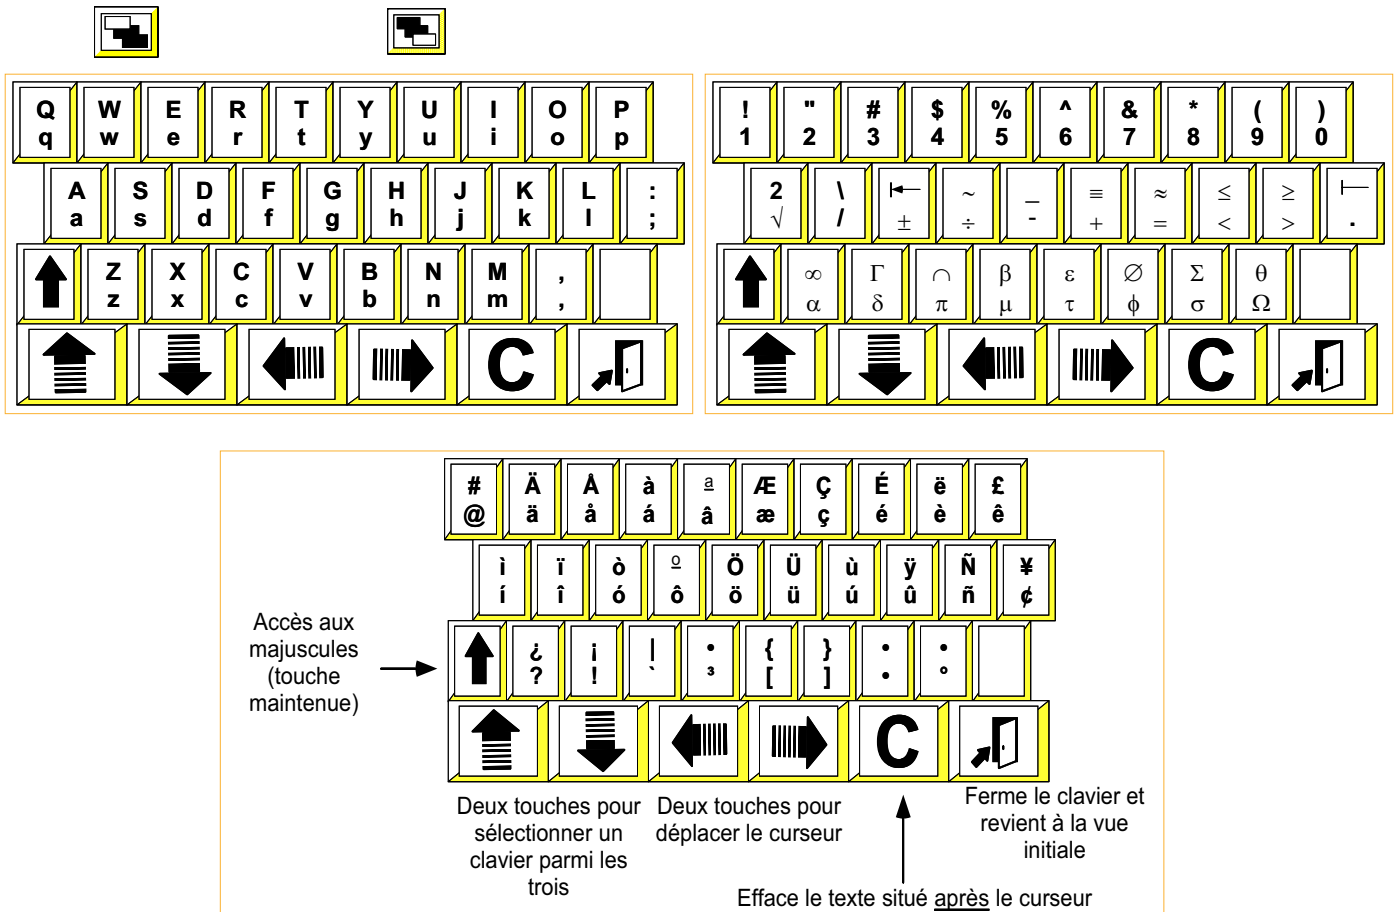 Q W E R T Y U I O P
q w e r t y u i o p
A S D F G H J K L :
a s d f g h j k l ;
Z X C V B N M ,
z x c v b n m ,
C
! " # $ % ^ & * ( )
1 2 3 4 5 6 7 8 9 0
2 \ ~ _ ≡ ≈ ≤ ≥
√ / ± ÷ - + = < > .
∞ Γ ∩ β ε ∅ Σ θ
α δ π μ τ ϕ σ Ω
C
# Ä Å à ª Æ Ç É ë £
@ ä å á â æ ç é è ê
ì ï ò º Ö Ü ù ÿ Ñ ¥
í î ó ô ö ü ú û ñ ¢
¿ ¡ | • { } • •
? ! ` ³ [ ] • °
C
Accès aux
majuscules
(touche
maintenue)
Deux touches pour
sélectionner un
clavier parmi les
trois
Deux touches pour
déplacer le curseur
Ferme le clavier et
revient à la vue
initiale
Efface le texte situé après le curseur